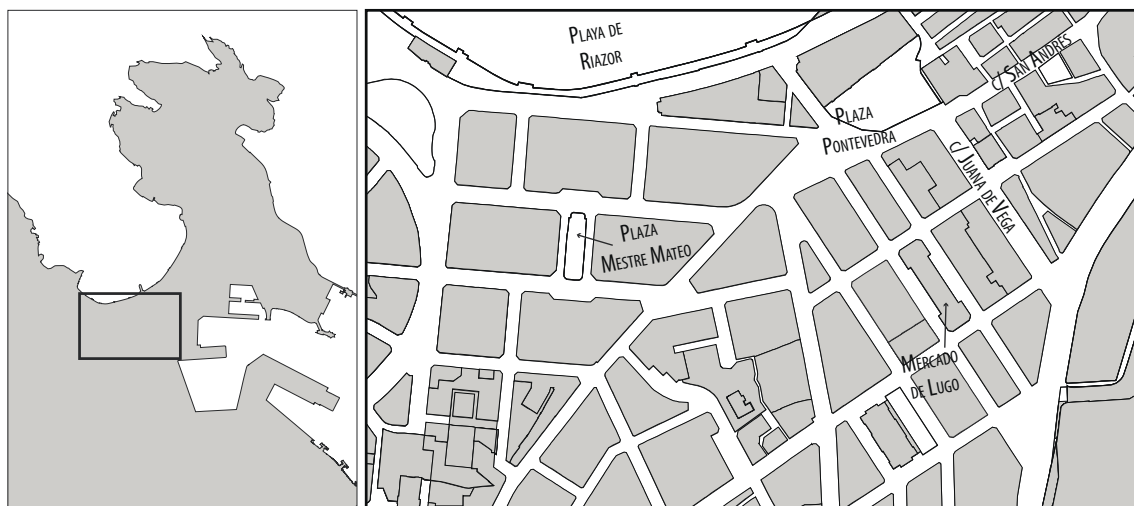 Playa de
Riazor
c/ San Andrés
Plaza
Pontevedra
c/ Juana de Vega
Plaza
Mestre Mateo
Mercado
de Lugo